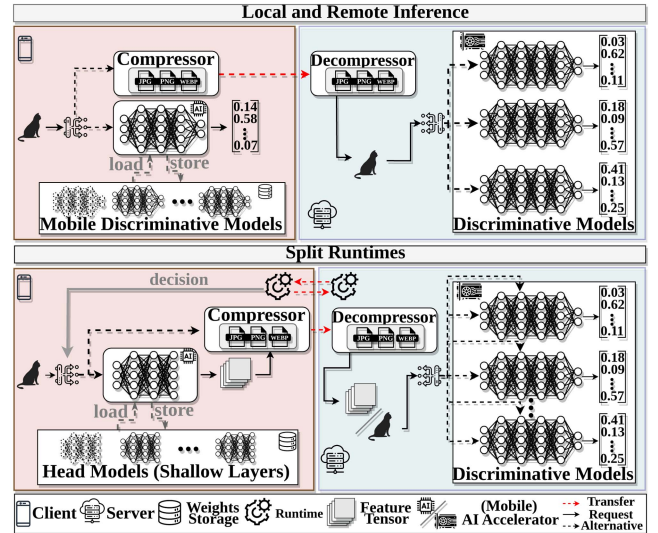 Local and Remote Inference
Compressor
JPG PNG WEBP
AI
0.14
0.58
0.07
load store
Mobile Discriminative Models
Decompressor
JPG PNG WEBP
0.03
0.62
0.11
0.18
0.09
0.57
0.41
0.13
0.25
Discriminative Models
Split Runtimes
decision
Compressor
JPG PNG WEBP
AI
load store
Head Models (Shallow Layers)
Decompressor
JPG PNG WEBP
0.03
0.62
0.11
0.18
0.09
0.57
0.41
0.13
0.25
Discriminative Models
Client
Server
Weights
Storage
Runtime
Feature
Tensor
AI
(Mobile)
AI Accelerator
Transfer
Request
Alternative